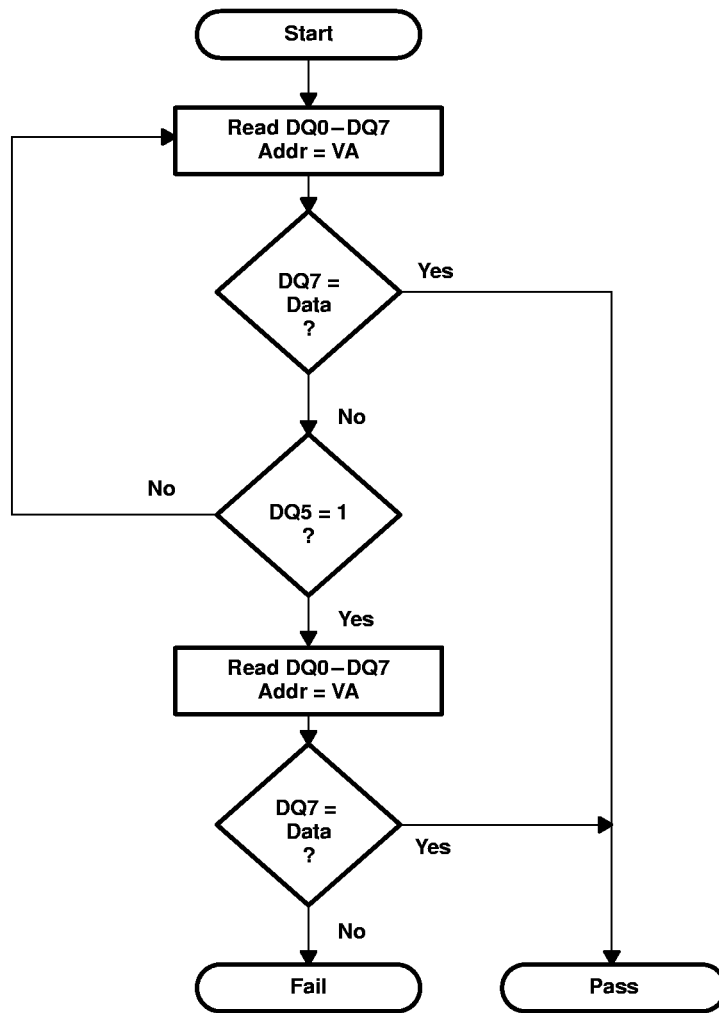 Start
Read DQ0–DQ7
Addr = VA
Yes
DQ7 =
Data
?
No
No
DQ5 = 1
?
Yes
Read DQ0–DQ7
Addr = VA
DQ7 =
Data
?
Yes
No
Fail
Pass